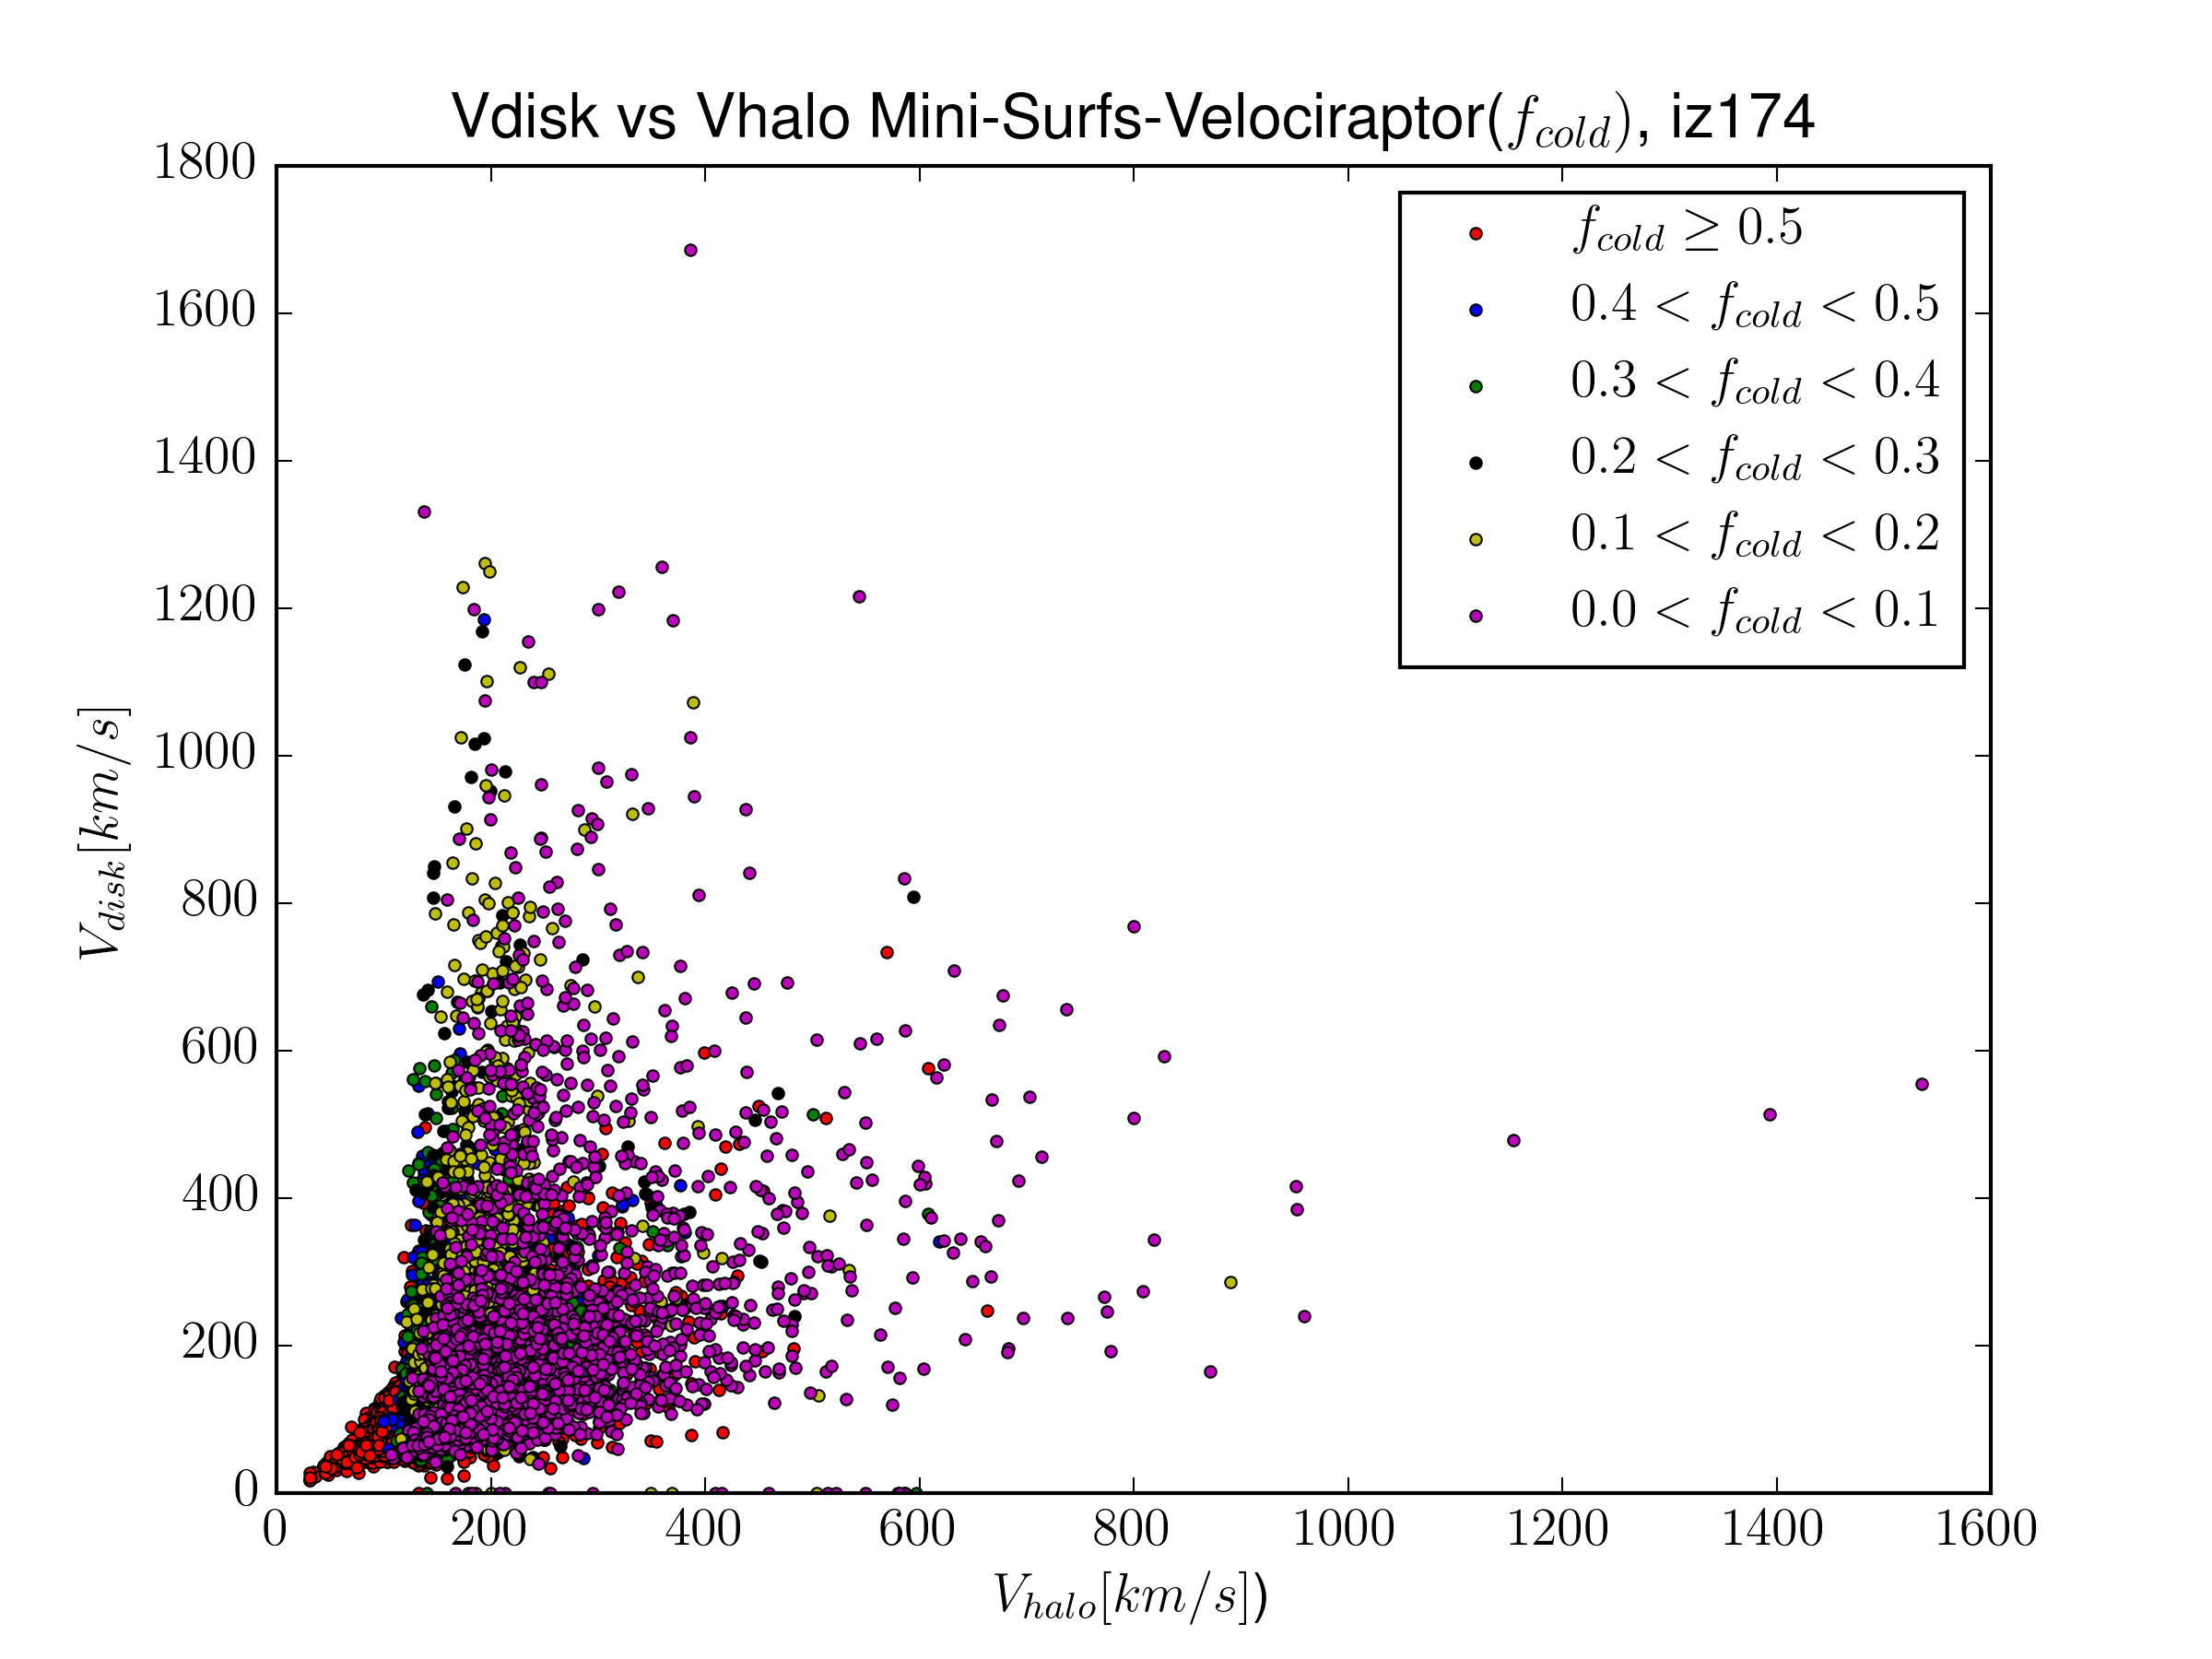 Vdisk vs Vhalo Mini-Surfs-Velociraptor(f_cold), iz174
1800
1600
1400
1200
1000
800
600
400
200
0
V_disk[km/s]
f_cold ≥ 0.5
0.4 < f_cold < 0.5
0.3 < f_cold < 0.4
0.2 < f_cold < 0.3
0.1 < f_cold < 0.2
0.0 < f_cold < 0.1
0 200 400 600 800 1000 1200 1400 1600
V_halo[km/s])